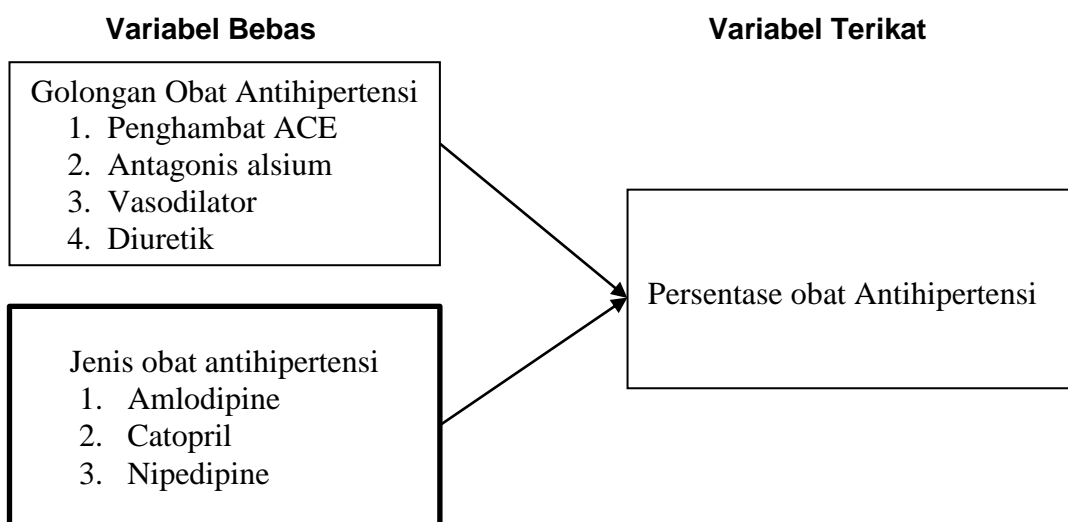 Variabel Bebas
Variabel Terikat
Golongan Obat Antihipertensi
1. Penghambat ACE
2. Antagonis alsium
3. Vasodilator
4. Diuretik
Persentase obat Antihipertensi
Jenis obat antihipertensi
1. Amlodipine
2. Catopril
3. Nipedipine